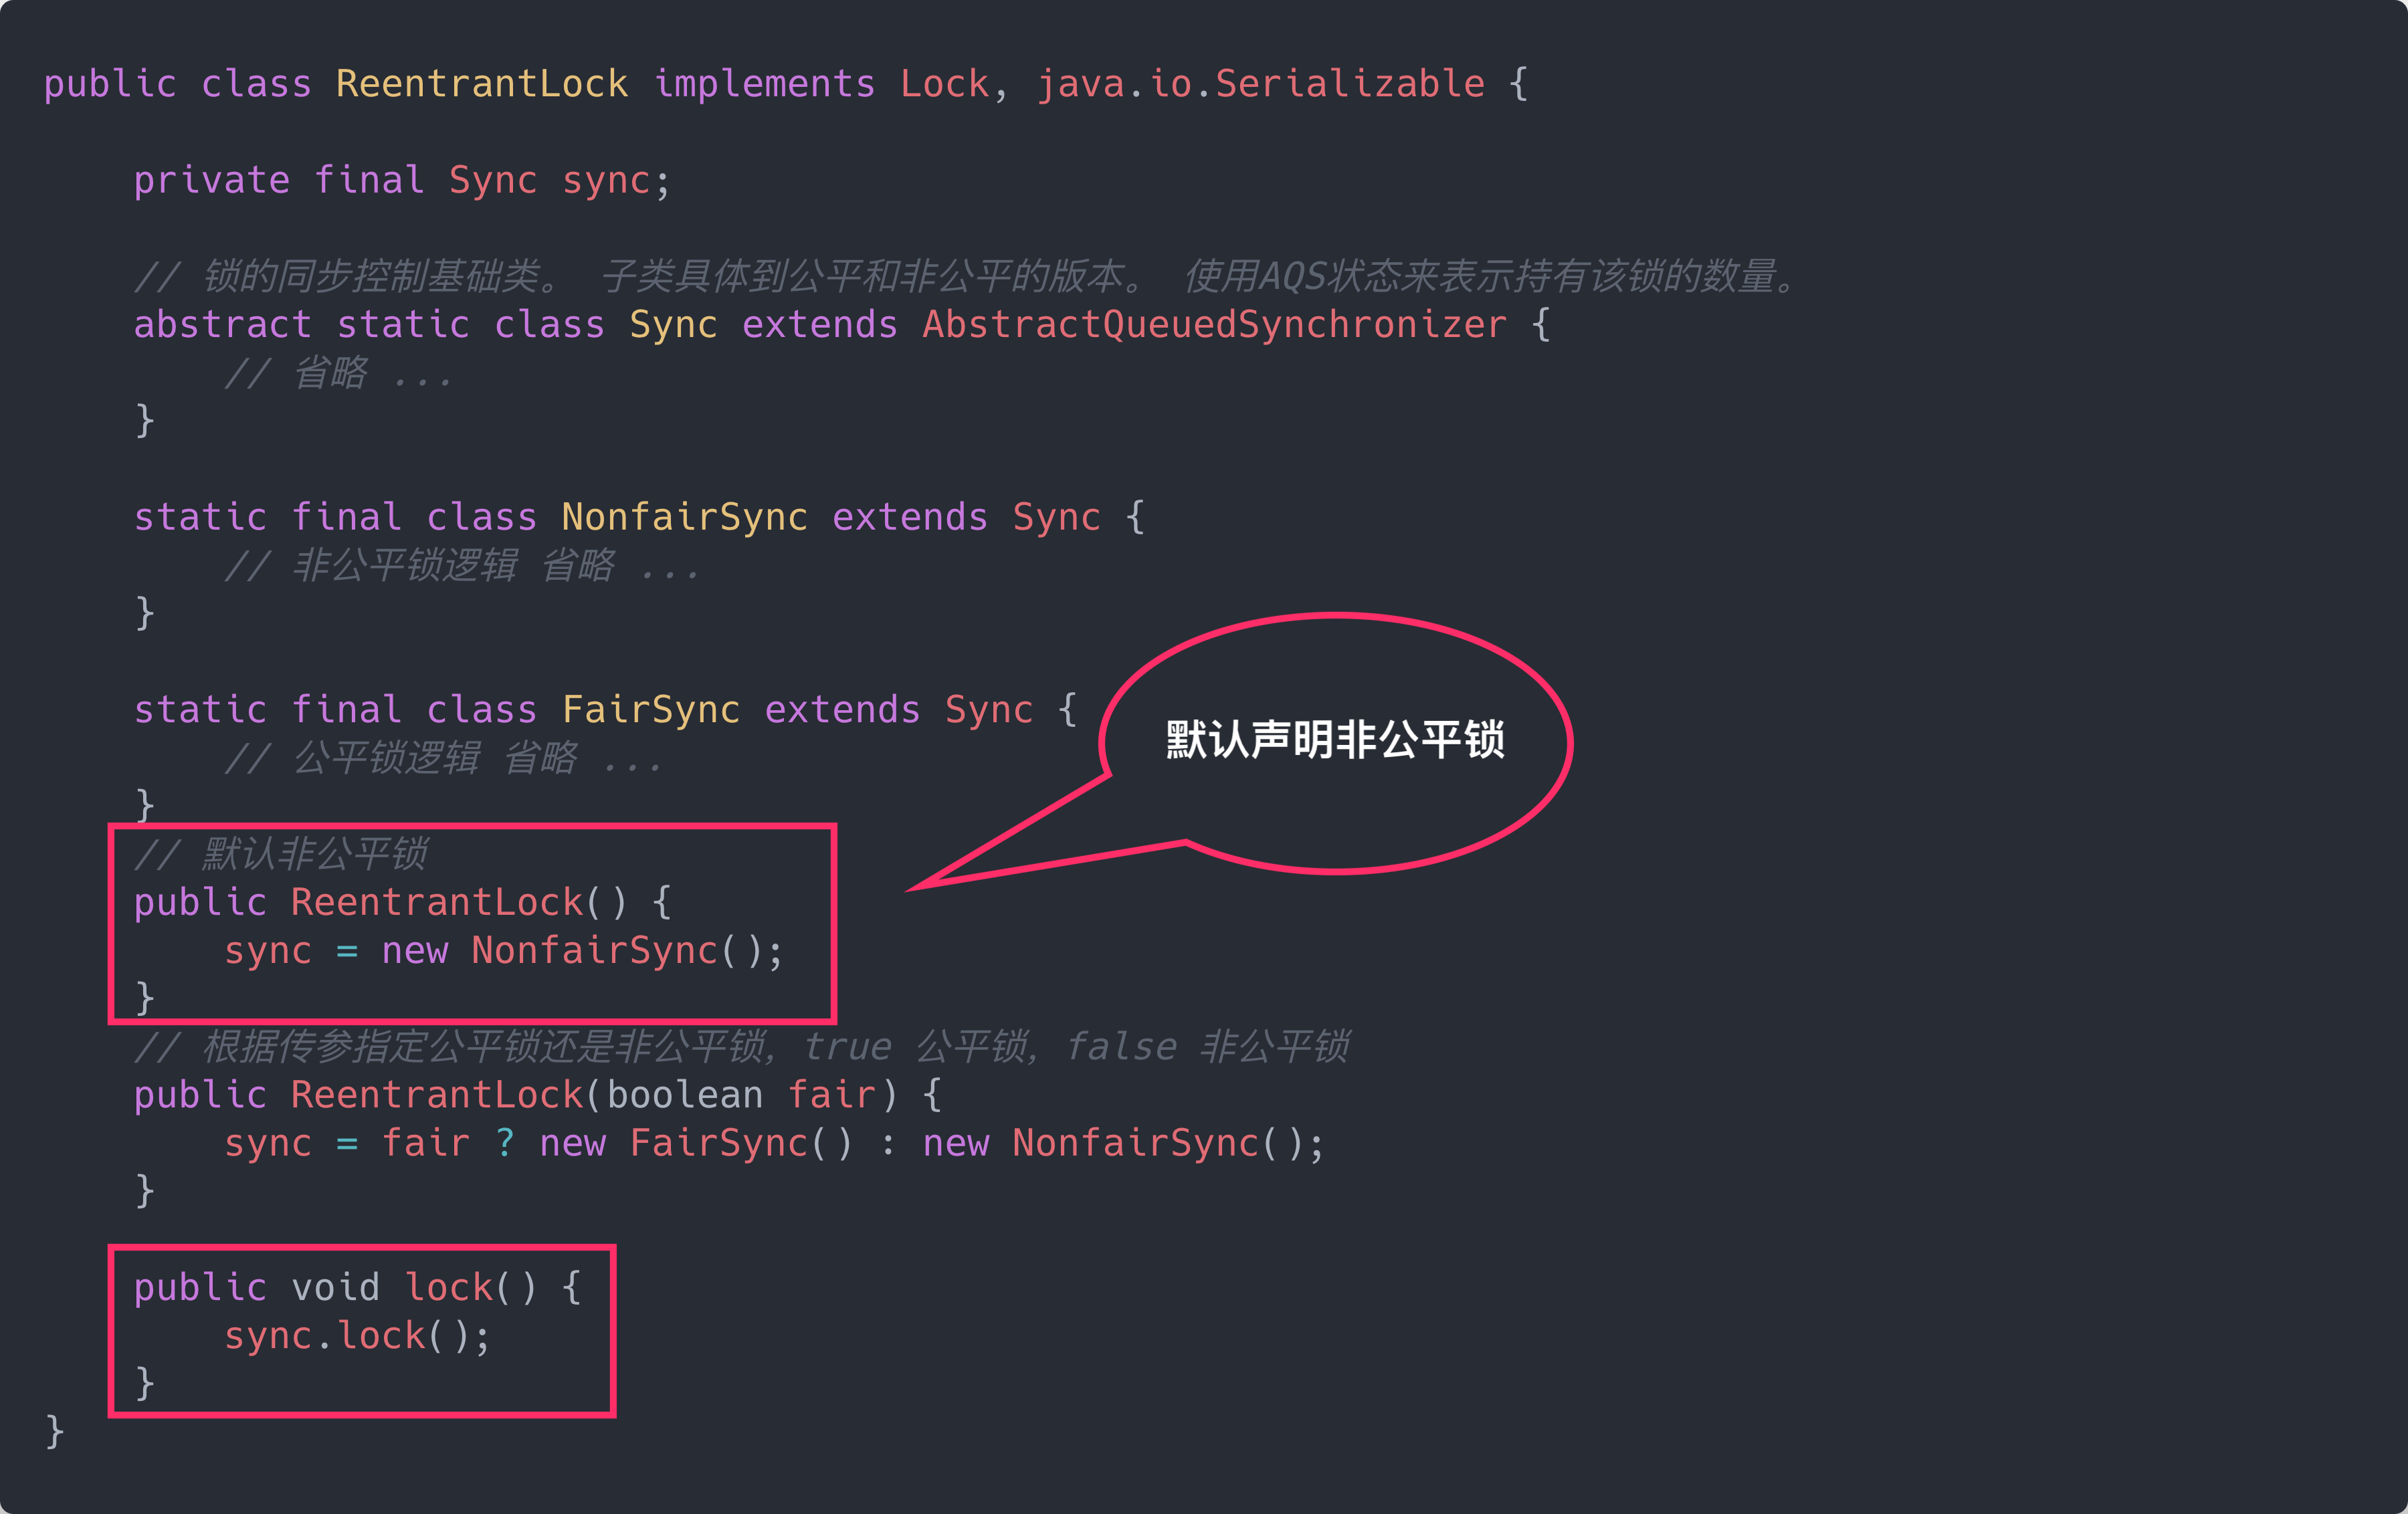 public class ReentrantLock implements Lock, java.io.Serializable {
private final Sync sync;
// 锁的同步控制基础类。 子类具体到公平和非公平的版本。 使用AQS状态来表示持有该锁的数量。
abstract static class Sync extends AbstractQueuedSynchronizer {
// 省略 ...
}
static final class NonfairSync extends Sync {
// 非公平锁逻辑 省略 ...
}
static final class FairSync extends Sync {
默认声明非公平锁
// 公平锁逻辑 省略 ...
}
// 默认非公平锁
public ReentrantLock() {
sync = new NonfairSync();
}
// 根据传参指定公平锁还是非公平锁，true 公平锁，false 非公平锁
public ReentrantLock(boolean fair) {
sync = fair ? new FairSync() : new NonfairSync();
}
public void lock() {
sync.lock();
}
}